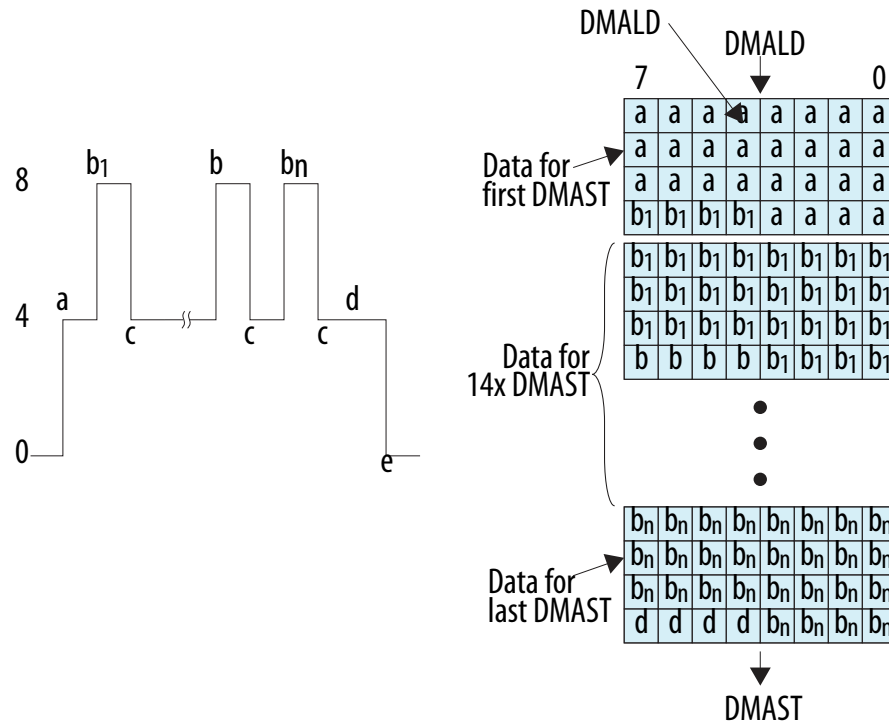 8
4
0
a
b1
c
b
c
bn
c
d
e
DMALD
DMALD
7 0
a a a a a a a a
Data for
first DMAST
a a a a a a a a
a a a a a a a a
b1 b1 b1 b1 a a a a
b1 b1 b1 b1 b1 b1 b1 b1
b1 b1 b1 b1 b1 b1 b1 b1
b1 b1 b1 b1 b1 b1 b1 b1
b b b b b1 b1 b1 b1
Data for
14x DMAST
bn bn bn bn bn bn bn bn
bn bn bn bn bn bn bn bn
bn bn bn bn bn bn bn bn
d d d d bn bn bn bn
Data for
last DMAST
DMAST